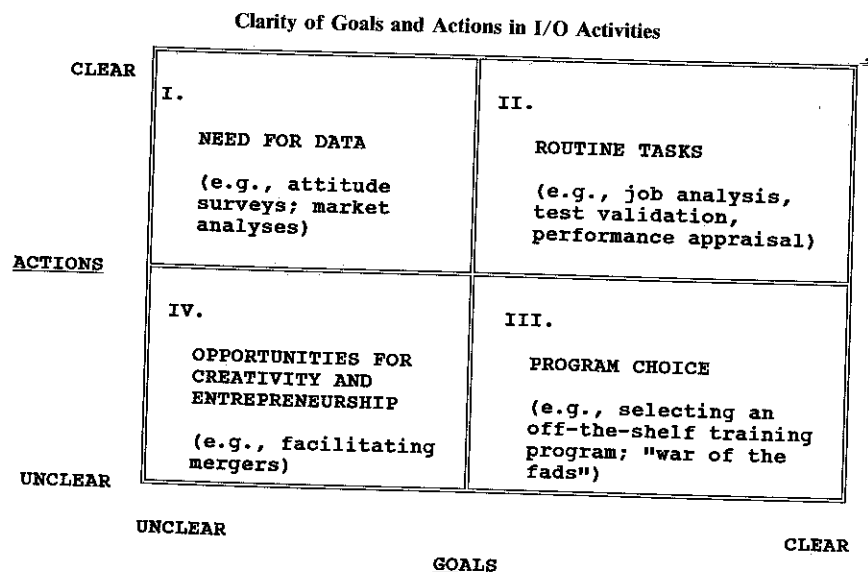 Clarity of Goals and Actions in I/O Activities
CLEAR
I.
NEED FOR DATA
(e.g., attitude
surveys; market
analyses)
II.
ROUTINE TASKS
(e.g., job analysis,
test validation,
performance appraisal)
ACTIONS
IV.
OPPORTUNITIES FOR
CREATIVITY AND
ENTREPRENEURSHIP
(e.g., facilitating
mergers)
III.
PROGRAM CHOICE
(e.g., selecting an
off-the-shelf training
program; "war of the
fads")
UNCLEAR
UNCLEAR
CLEAR
GOALS